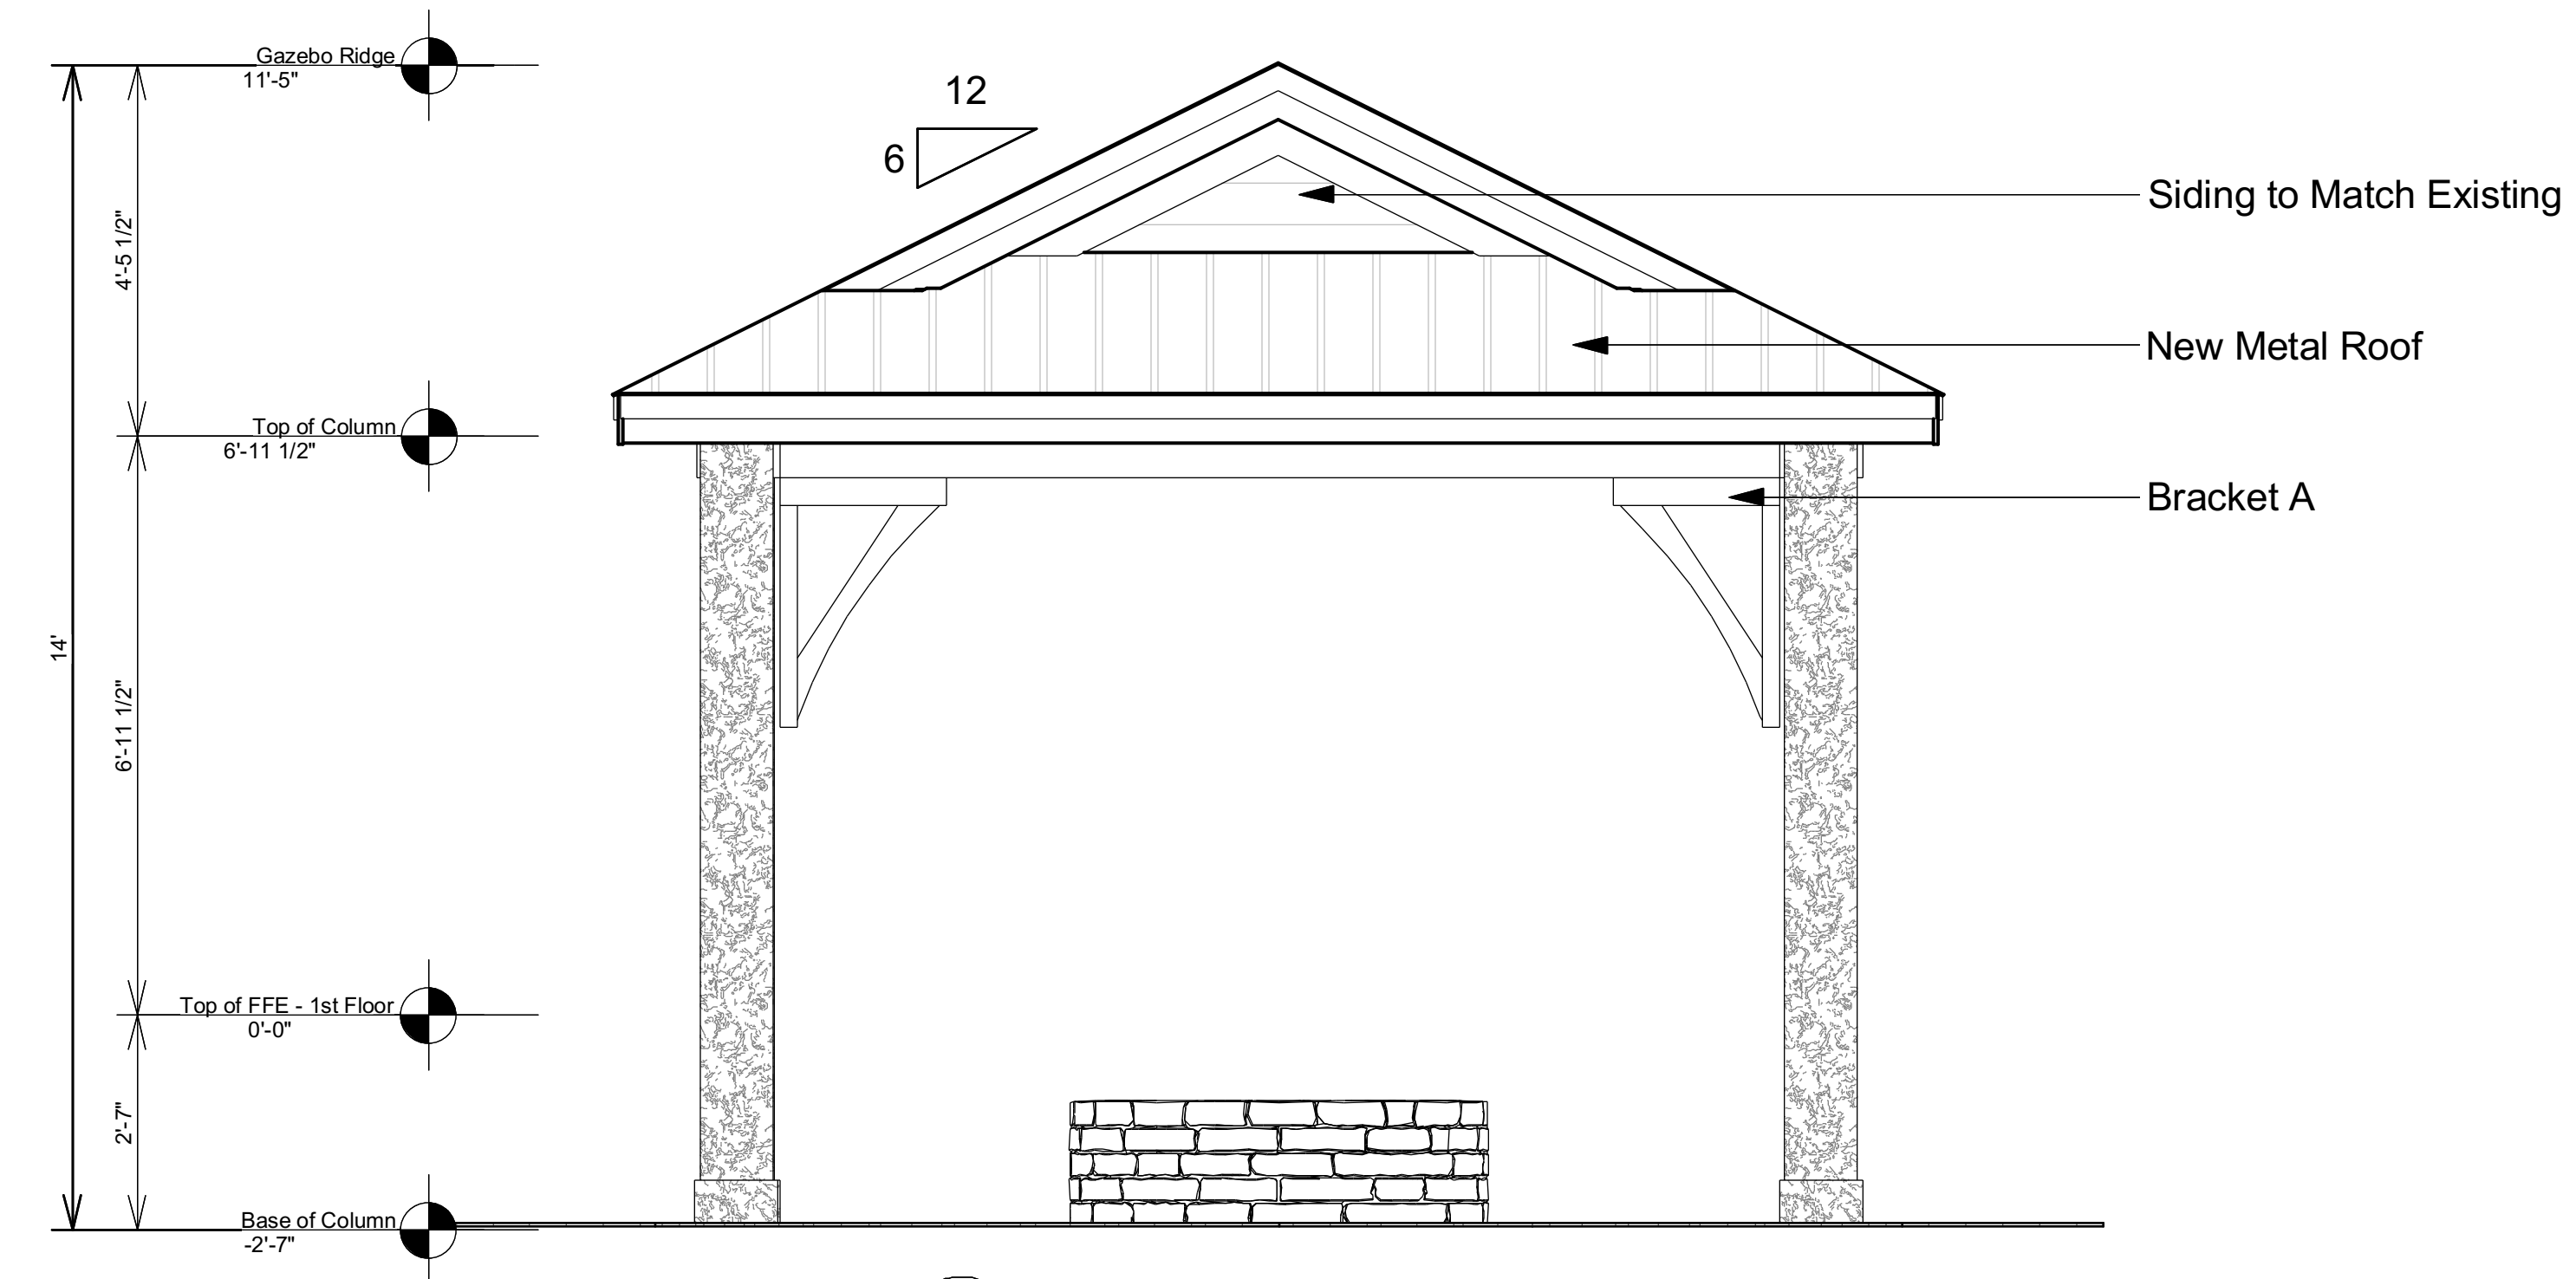 Gazebo Ridge
11'-5"
12
6
Siding to Match Existing
4'-5 1/2"
New Metal Roof
Top of Column
6'-11 1/2"
Bracket A
14'
6'-11 1/2"
Top of FFE - 1st Floor
0'-0"
2'-7"
Base of Column
-2'-7"